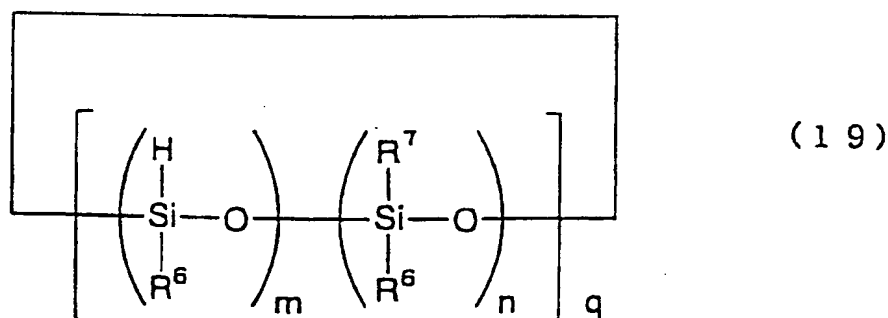 H R⁷
(19)
Si—O Si—O
R⁶ R⁶
m n q